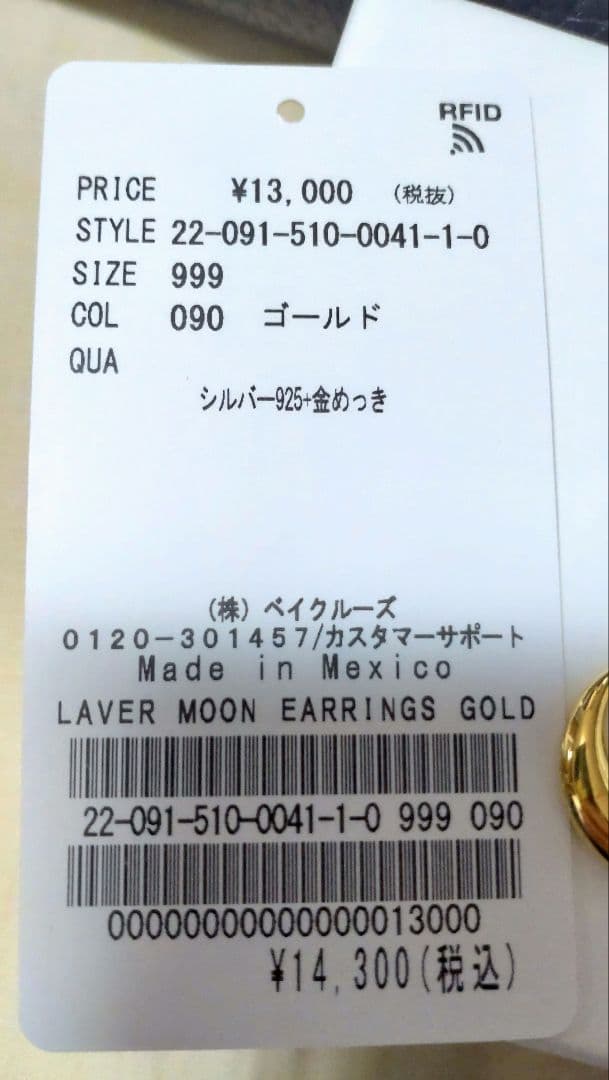 RFID
PRICE ¥13,000 (税抜)
STYLE 22-091-510-0041-1-0
SIZE 999
COL 090 ゴールド
QUA
シルバー925+金めっき
(株) ベイクルーズ
0120-301457/カスタマーサポート
Made in Mexico
LAVER MOON EARRINGS GOLD
22-091-510-0041-1-0 999 090
00000000000000013000
¥14,300(税込)